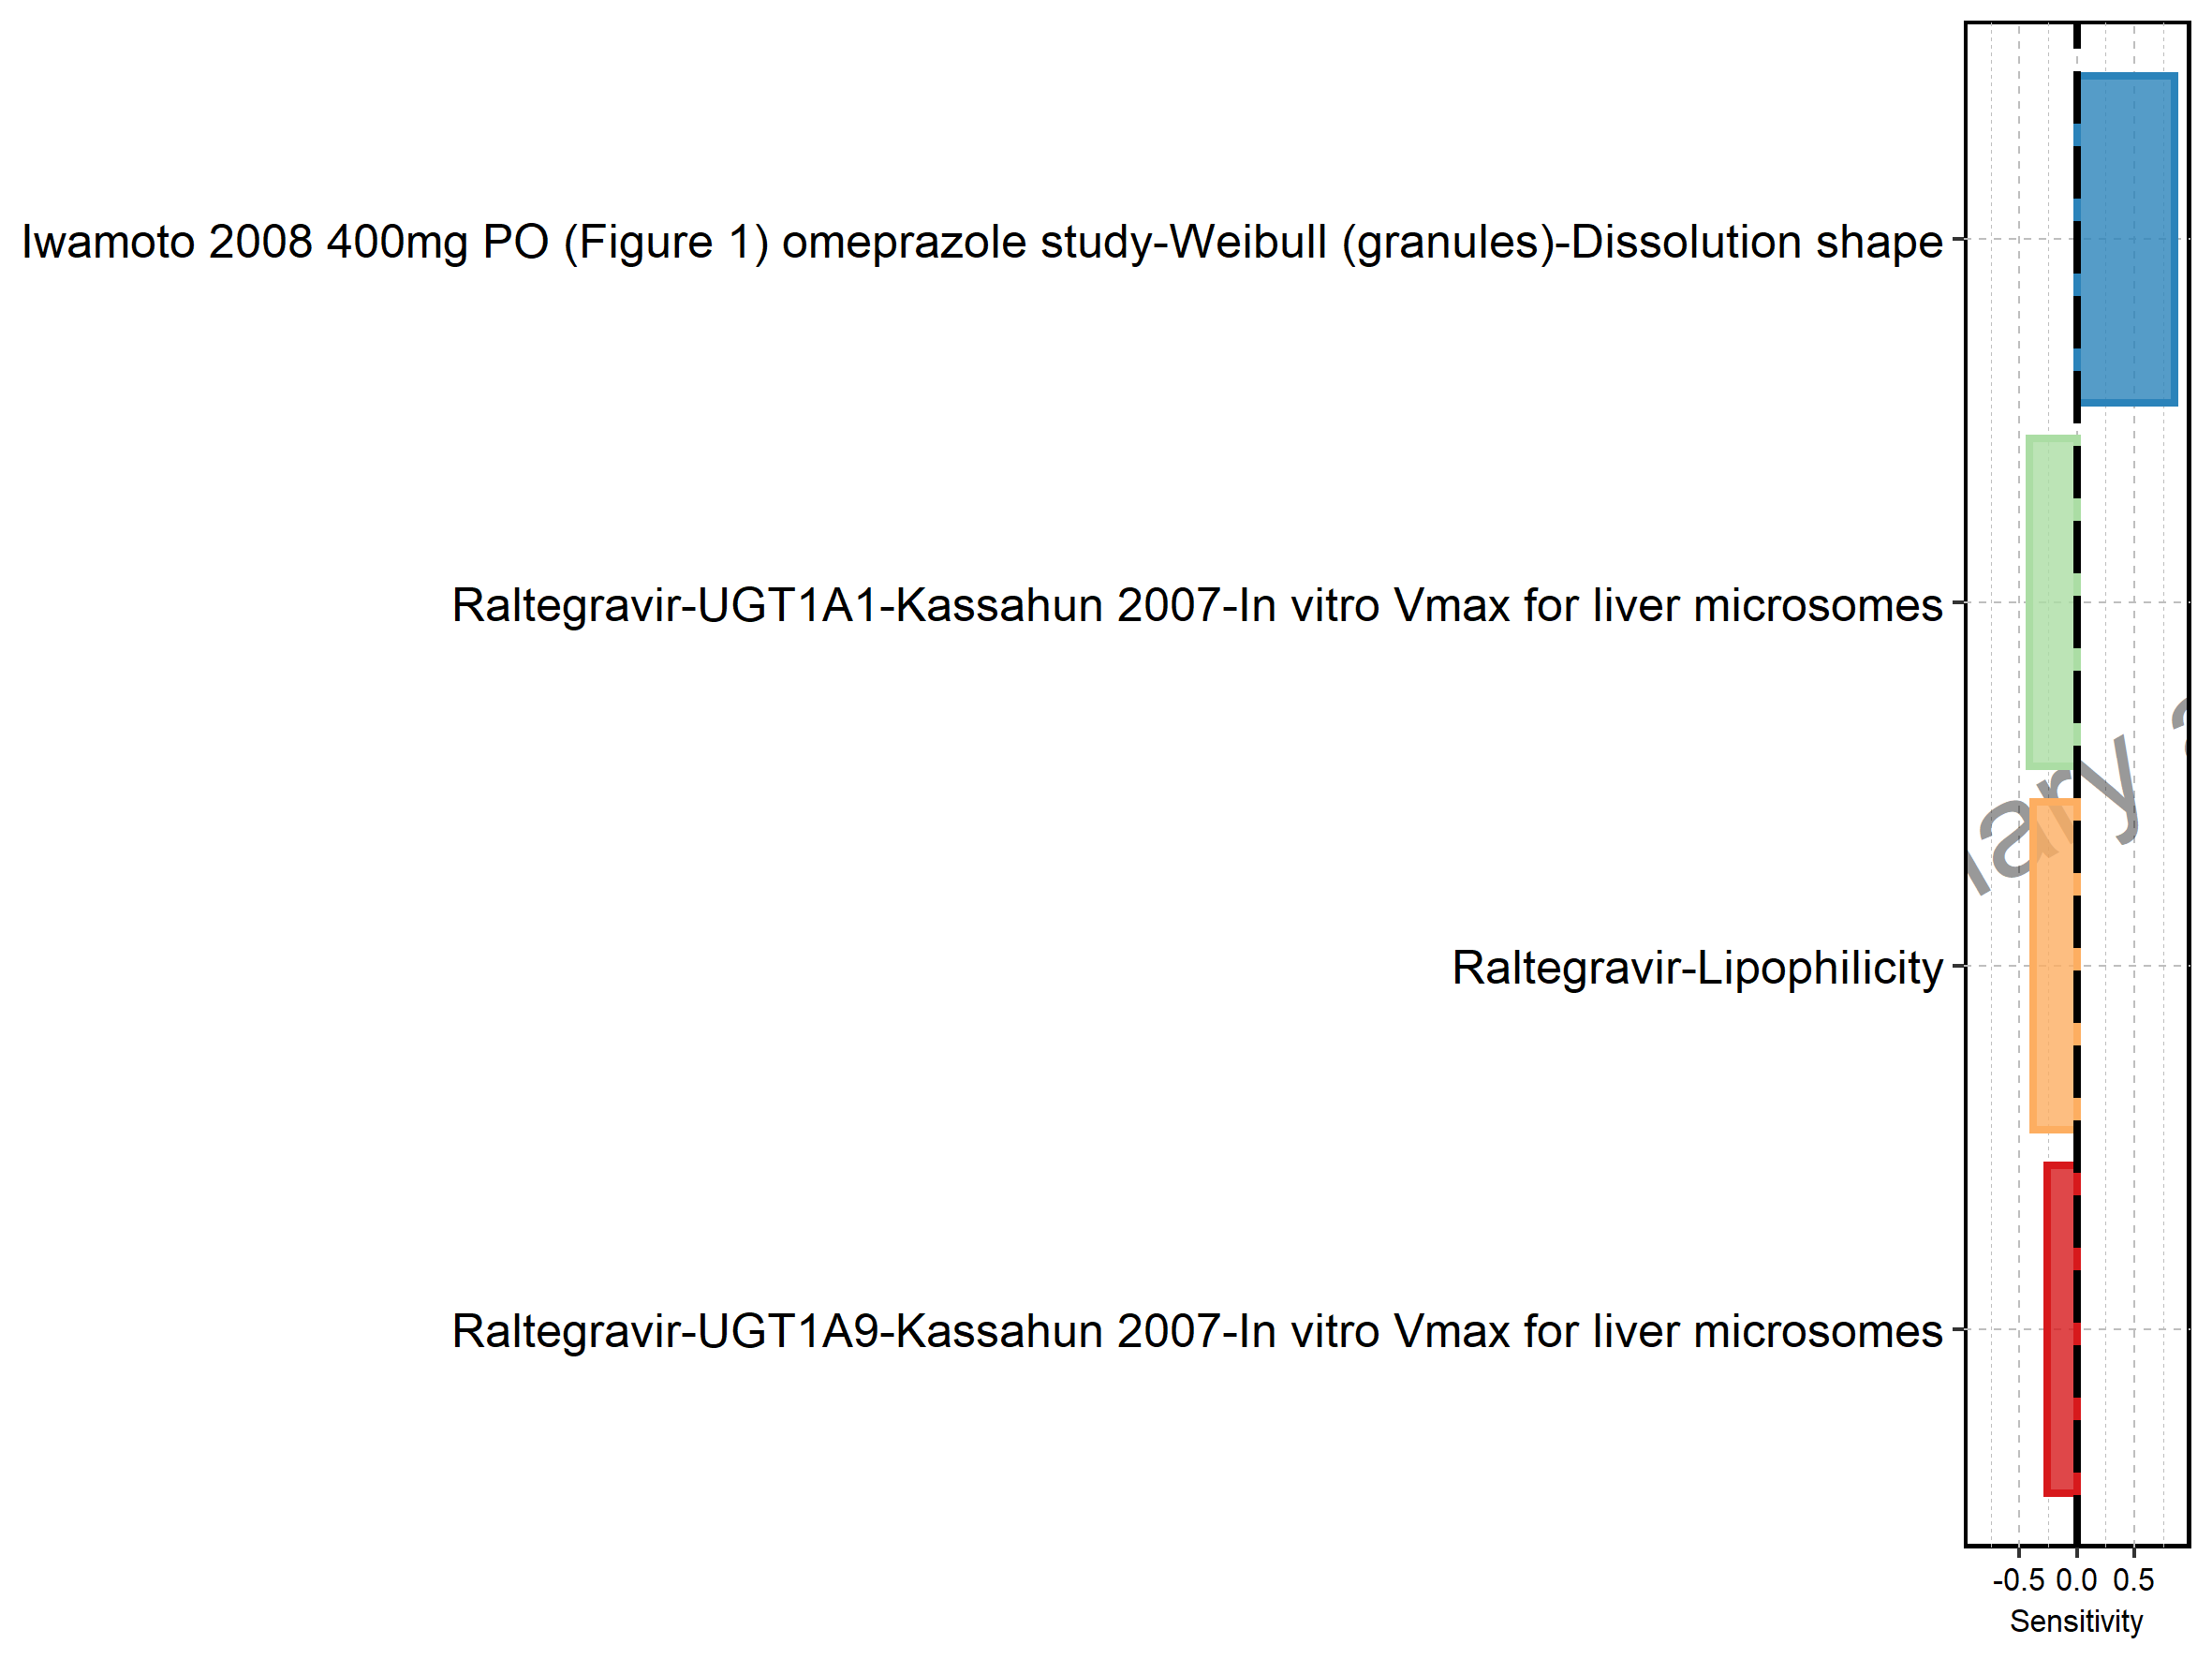 Iwamoto 2008 400mg PO (Figure 1) omeprazole study-Weibull (granules)-Dissolution shape
Raltegravir-UGT1A1-Kassahun 2007-In vitro Vmax for liver microsomes
Raltegravir-Lipophilicity
Raltegravir-UGT1A9-Kassahun 2007-In vitro Vmax for liver microsomes
-0.5 0.0 0.5
Sensitivity